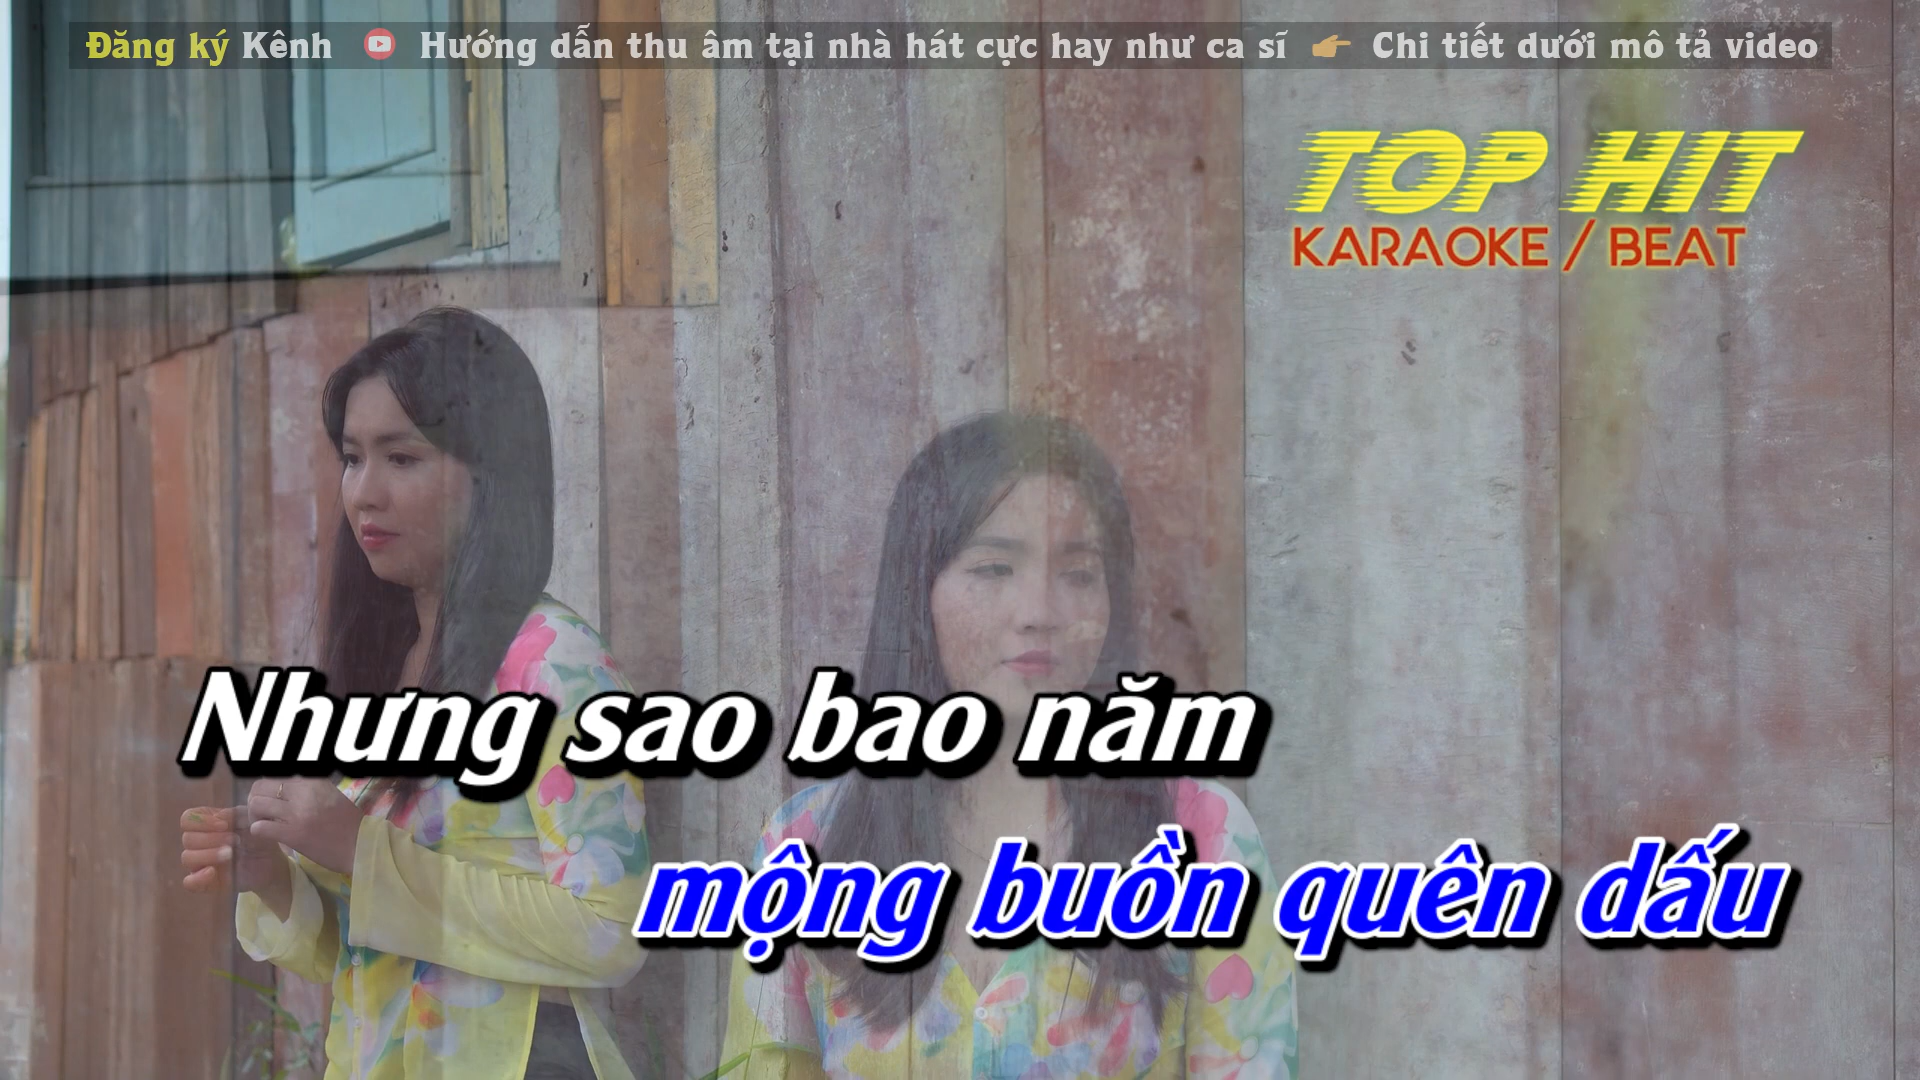 Đăng ký Kênh Hướng dẫn thu âm tại nhà hát cực hay như ca sĩ Chi tiết dưới mô tả video
TOP HIT
KARAOKE / BEAT
Nhưng sao bao năm
mộng buồn quên dấu